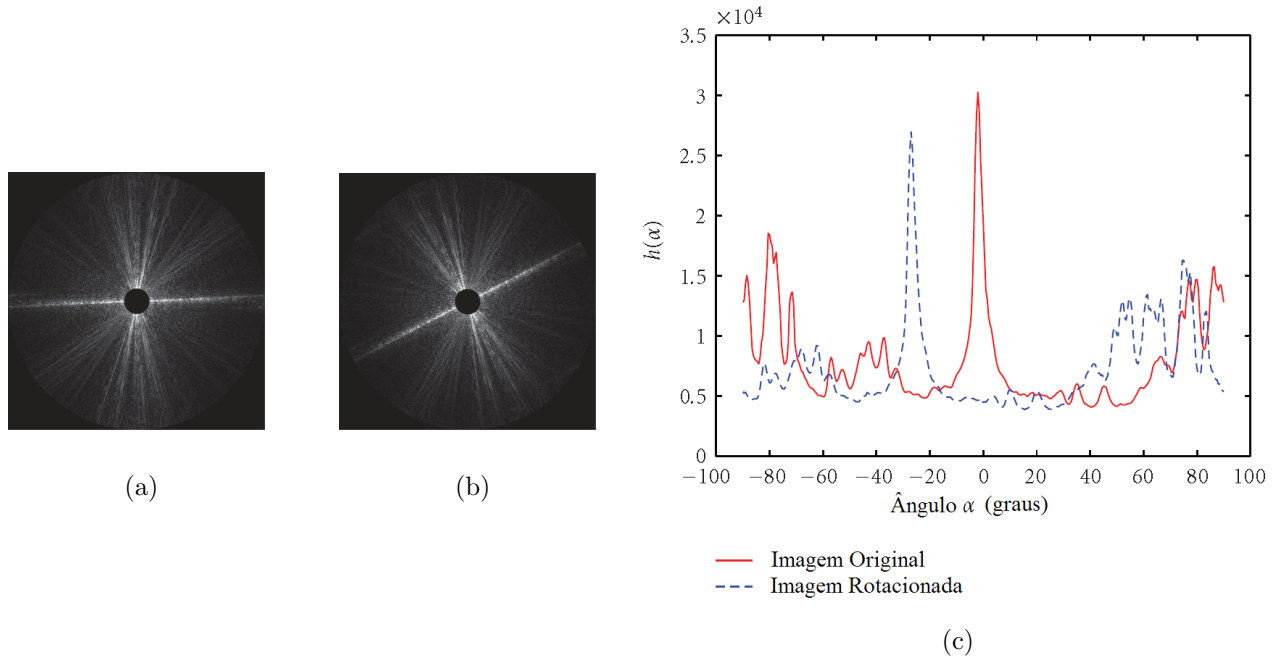 ×10⁴
3.5
3
2.5
2
1.5
1
0.5
0
h(α)
−100 −80 −60 −40 −20 0 20 40 60 80 100
Ângulo α (graus)
Imagem Original
Imagem Rotacionada
(a)
(b)
(c)